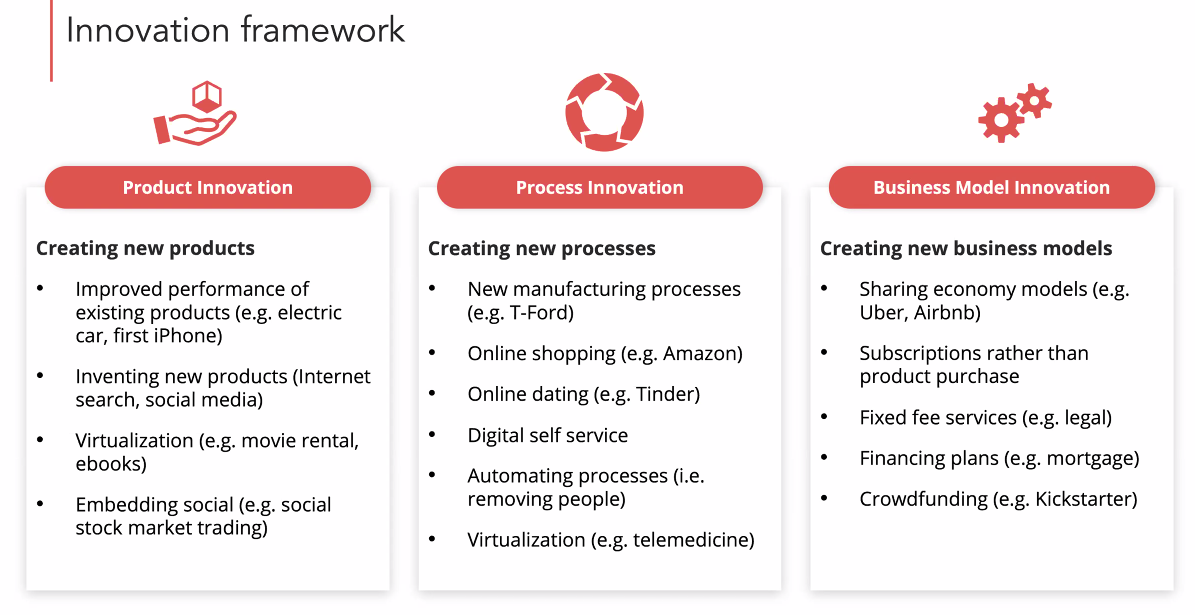 Innovation framework
Product Innovation
Creating new products
• Improved performance of
existing products (e.g. electric
car, first iPhone)
• Inventing new products (Internet
search, social media)
• Virtualization (e.g. movie rental,
ebooks)
• Embedding social (e.g. social
stock market trading)
Process Innovation
Creating new processes
• New manufacturing processes
(e.g. T-Ford)
• Online shopping (e.g. Amazon)
• Online dating (e.g. Tinder)
• Digital self service
• Automating processes (i.e.
removing people)
• Virtualization (e.g. telemedicine)
Business Model Innovation
Creating new business models
• Sharing economy models (e.g.
Uber, Airbnb)
• Subscriptions rather than
product purchase
• Fixed fee services (e.g. legal)
• Financing plans (e.g. mortgage)
• Crowdfunding (e.g. Kickstarter)